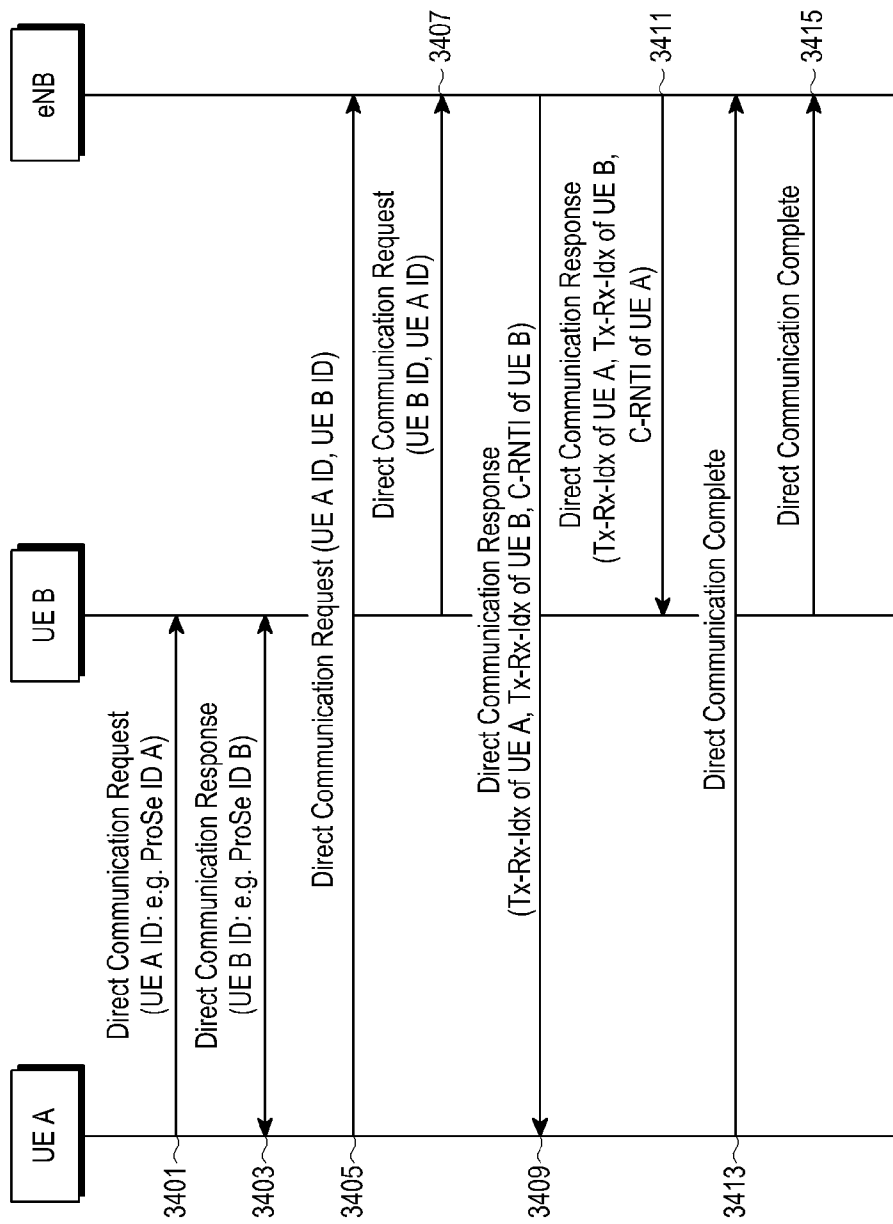 UE A
UE B
eNB
3401
Direct Communication Request
(UE A ID: e.g. ProSe ID A)
3403
Direct Communication Response
(UE B ID: e.g. ProSe ID B)
3405
Direct Communication Request (UE A ID, UE B ID)
Direct Communication Request
(UE B ID, UE A ID)
3407
3409
Direct Communication Response
(Tx-Rx-Idx of UE A, Tx-Rx-Idx of UE B, C-RNTI of UE B)
Direct Communication Response
(Tx-Rx-Idx of UE A, Tx-Rx-Idx of UE B,
C-RNTI of UE A)
3411
3413
Direct Communication Complete
Direct Communication Complete
3415